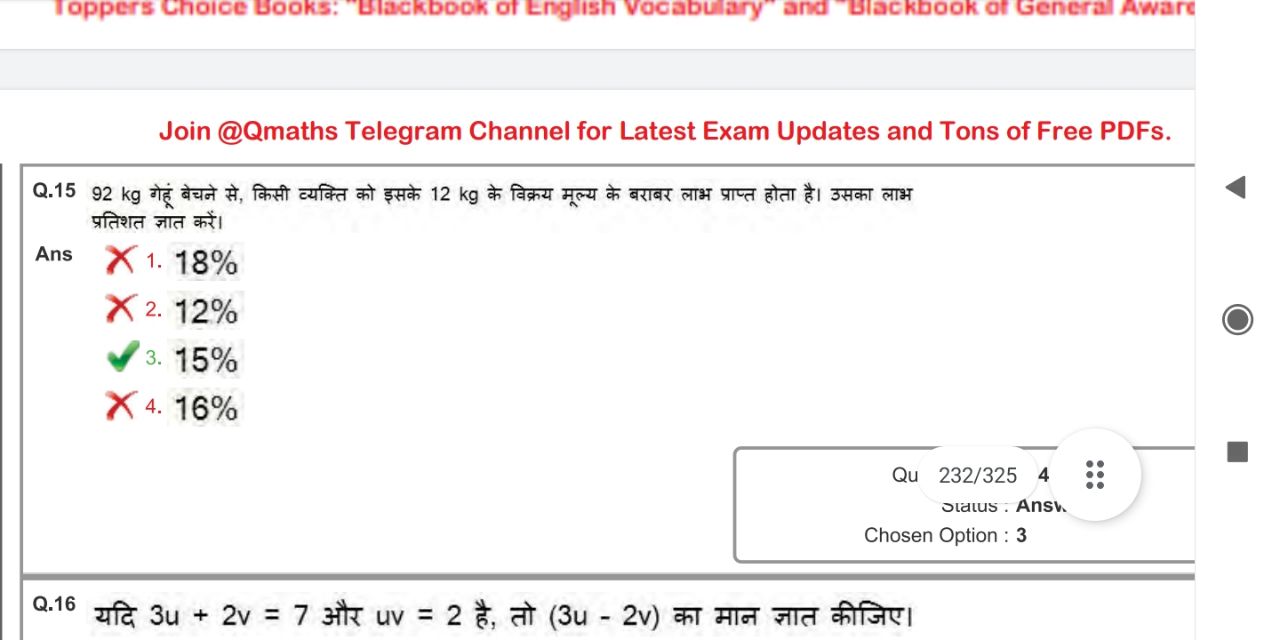 Toppers Choice Books: "Blackbook of English Vocabulary" and "Blackbook of General Aware
Join @Qmaths Telegram Channel for Latest Exam Updates and Tons of Free PDFs.
Q.15 92 kg गेहूं बेचने से, किसी व्यक्ति को इसके 12 kg के विक्रय मूल्य के बराबर लाभ प्राप्त होता है। उसका लाभ
प्रतिशत ज्ञात करें।
Ans 1. 18%
2. 12%
3. 15%
4. 16%
Qu 232/325 4
Status : Answ
Chosen Option : 3
Q.16 यदि 3u + 2v = 7 और uv = 2 है, तो (3u - 2v) का मान ज्ञात कीजिए।